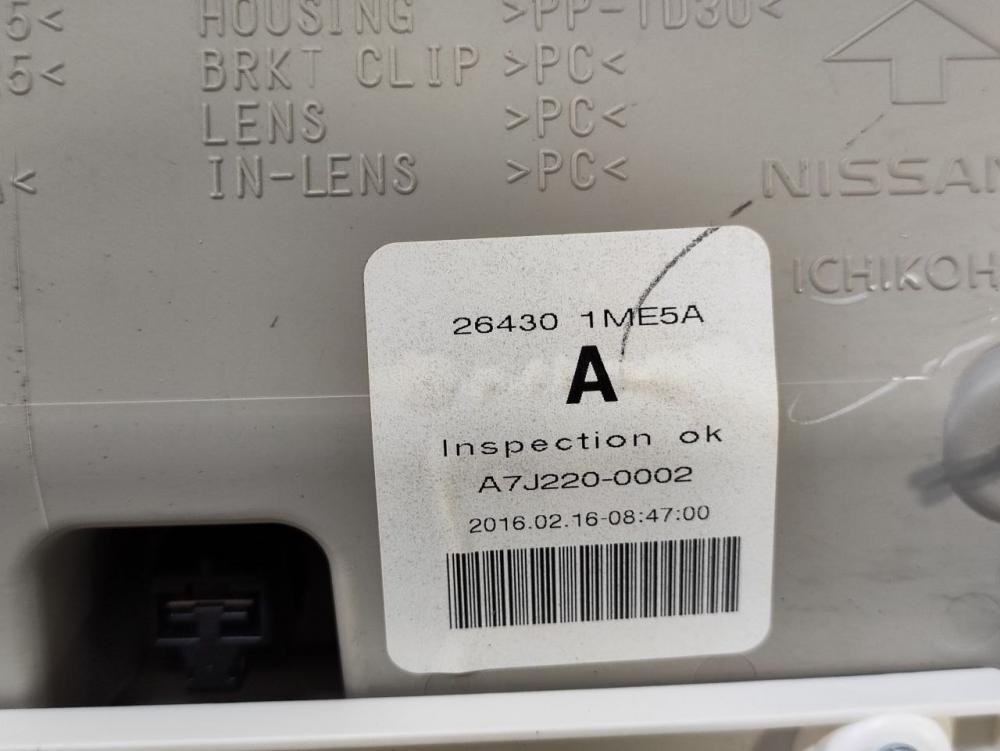 5< HOUSING >PP-TD30<
5< BRKT CLIP >PC<
LENS >PC<
IN-LENS >PC<
<
NISSAN
ICHIKOH
26430 1ME5A
A
Inspection ok
A7J220-0002
2016.02.16-08:47:00